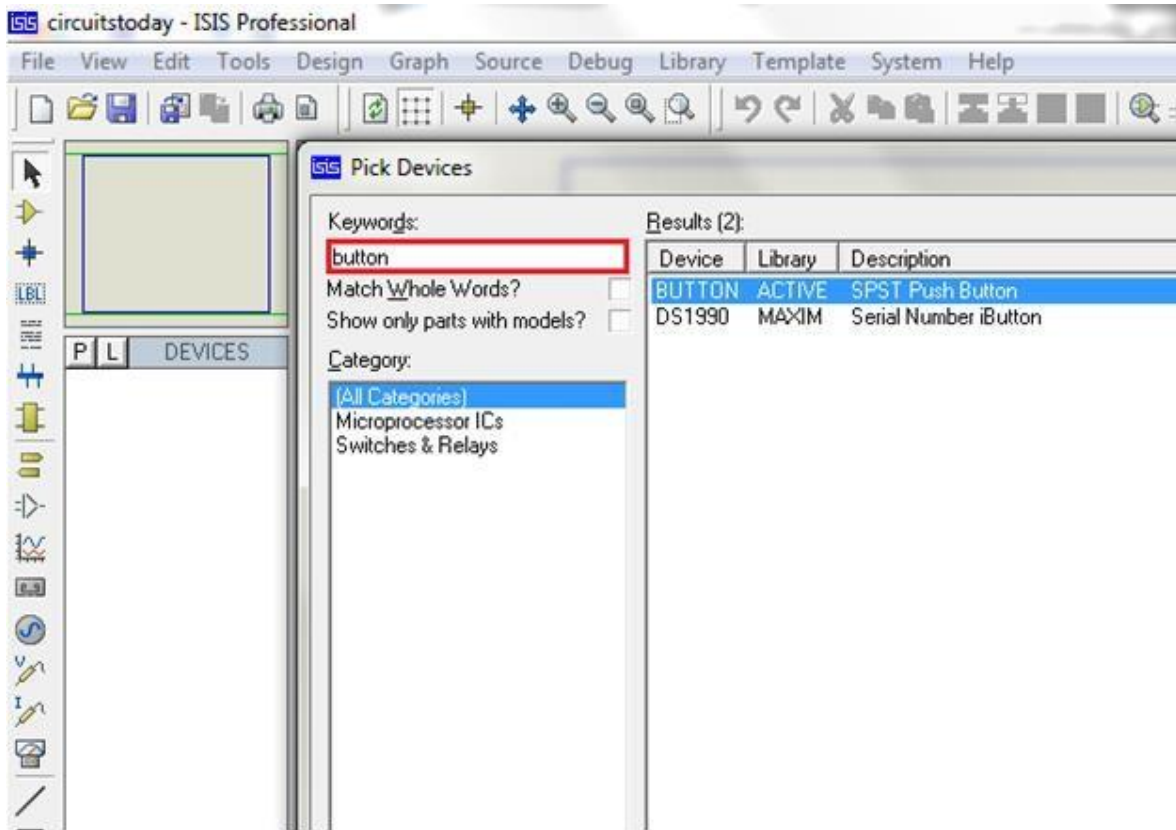 isis circuitstoday - ISIS Professional
File View Edit Tools Design Graph Source Debug Library Template System Help
isis Pick Devices
Keywords:
button
Match Whole Words?
Show only parts with models?
Category:
(All Categories)
Microprocessor ICs
Switches & Relays
Results (2):
Device Library Description
BUTTON ACTIVE SPST Push Button
DS1990 MAXIM Serial Number iButton
LBL
P L DEVICES
V
I